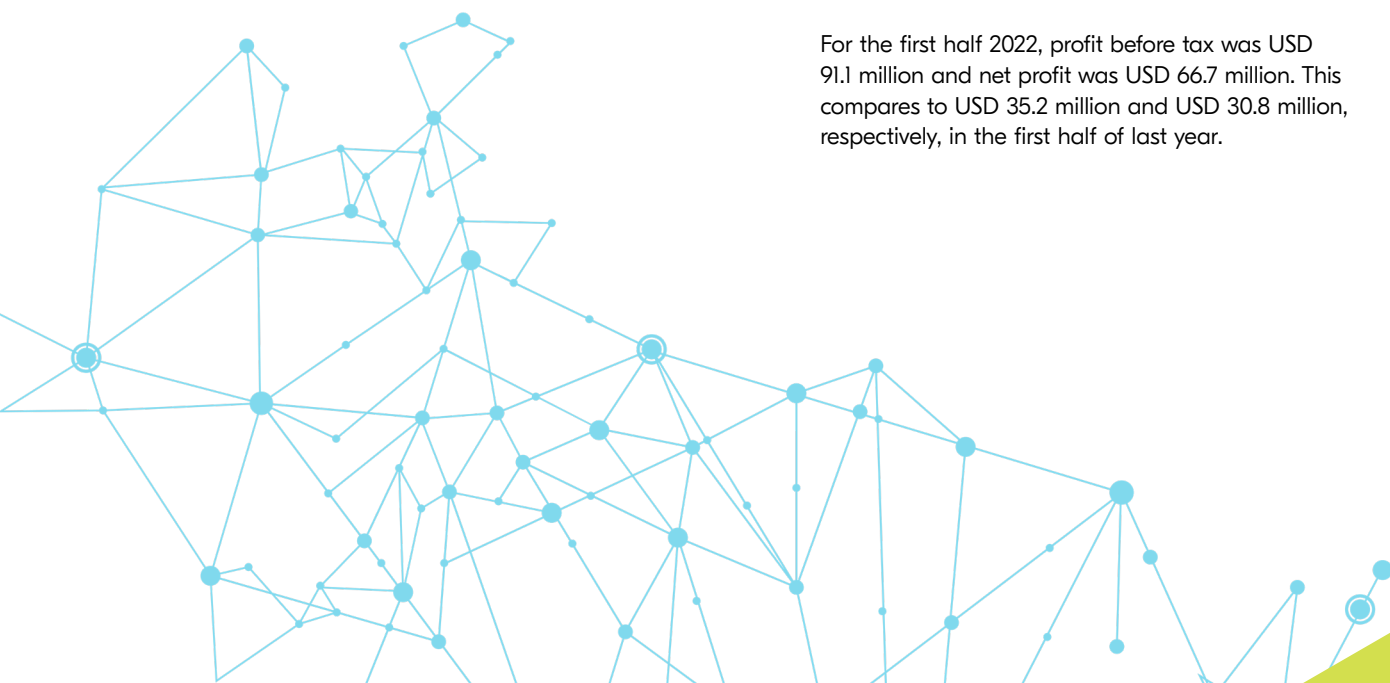 For the first half 2022, profit before tax was USD
91.1 million and net profit was USD 66.7 million. This
compares to USD 35.2 million and USD 30.8 million,
respectively, in the first half of last year.